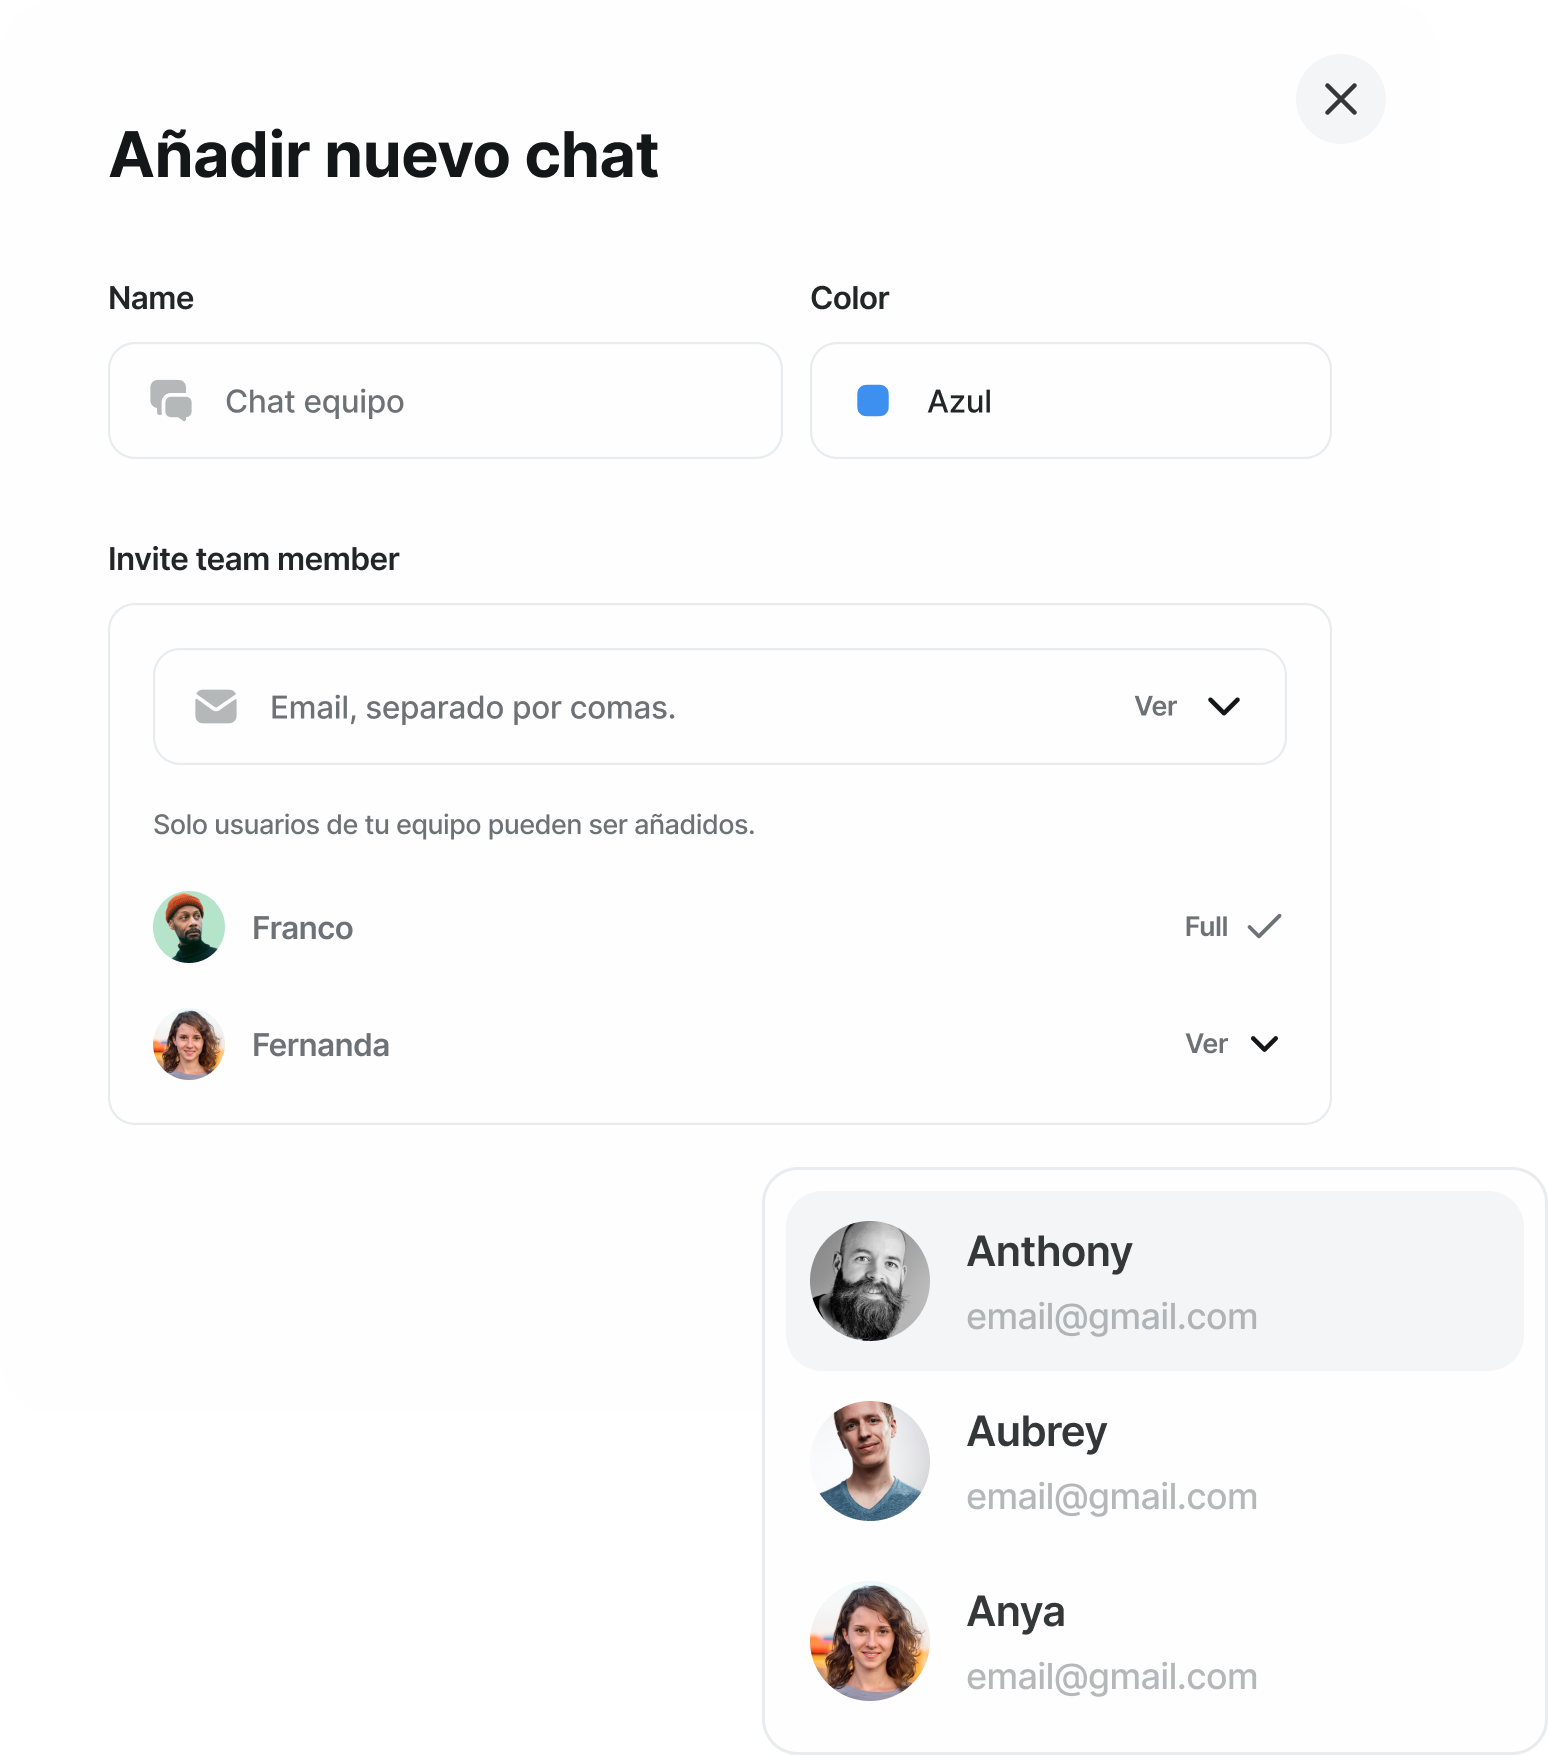 Añadir nuevo chat
Name
Color
Chat equipo
Azul
Invite team member
Email, separado por comas.
Ver
Solo usuarios de tu equipo pueden ser añadidos.
Franco
Full
Fernanda
Ver
Anthony
email@gmail.com
Aubrey
email@gmail.com
Anya
email@gmail.com